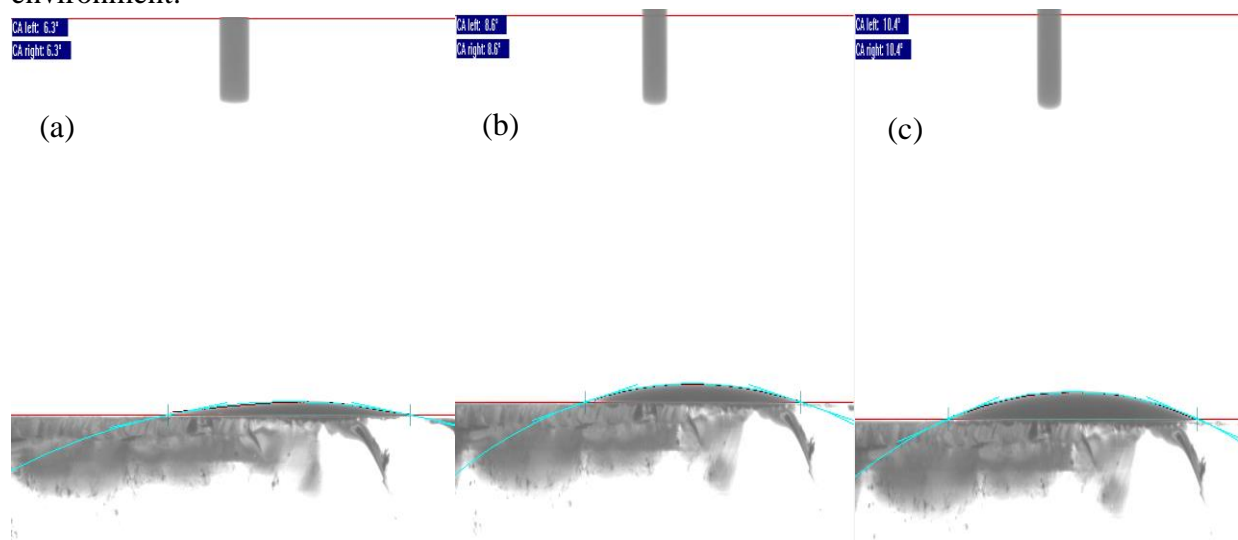 environment.
CA left: 6.3°
CA right: 6.3°
(a)
CA left: 8.6°
CA right: 8.6°
(b)
CA left: 10.4°
CA right: 10.4°
(c)